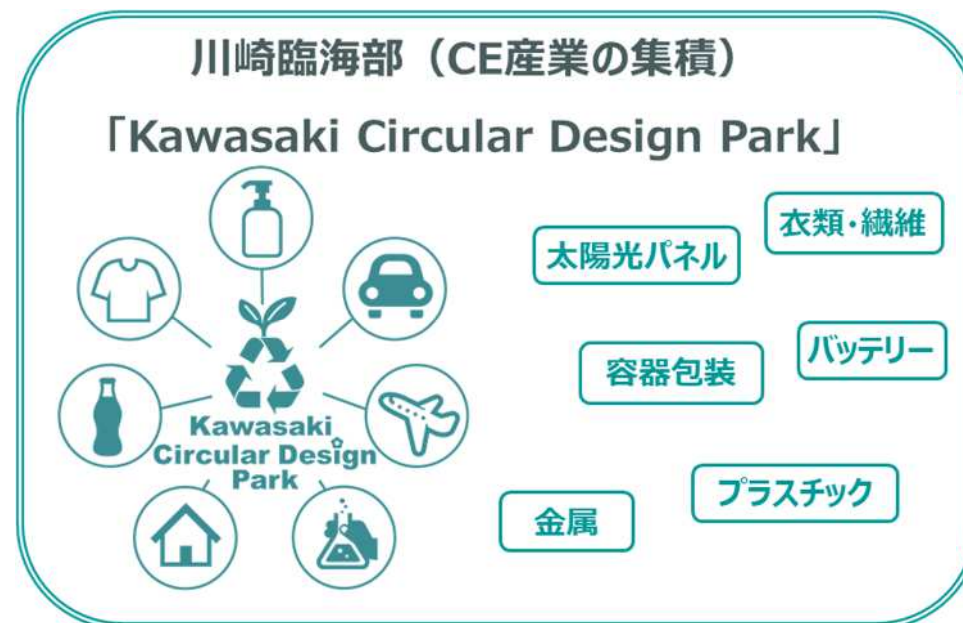 川崎臨海部（CE産業の集積）
「Kawasaki Circular Design Park」
衣類・繊維
太陽光パネル
バッテリー
容器包装
Kawasaki
Circular Design
Park
プラスチック
金属